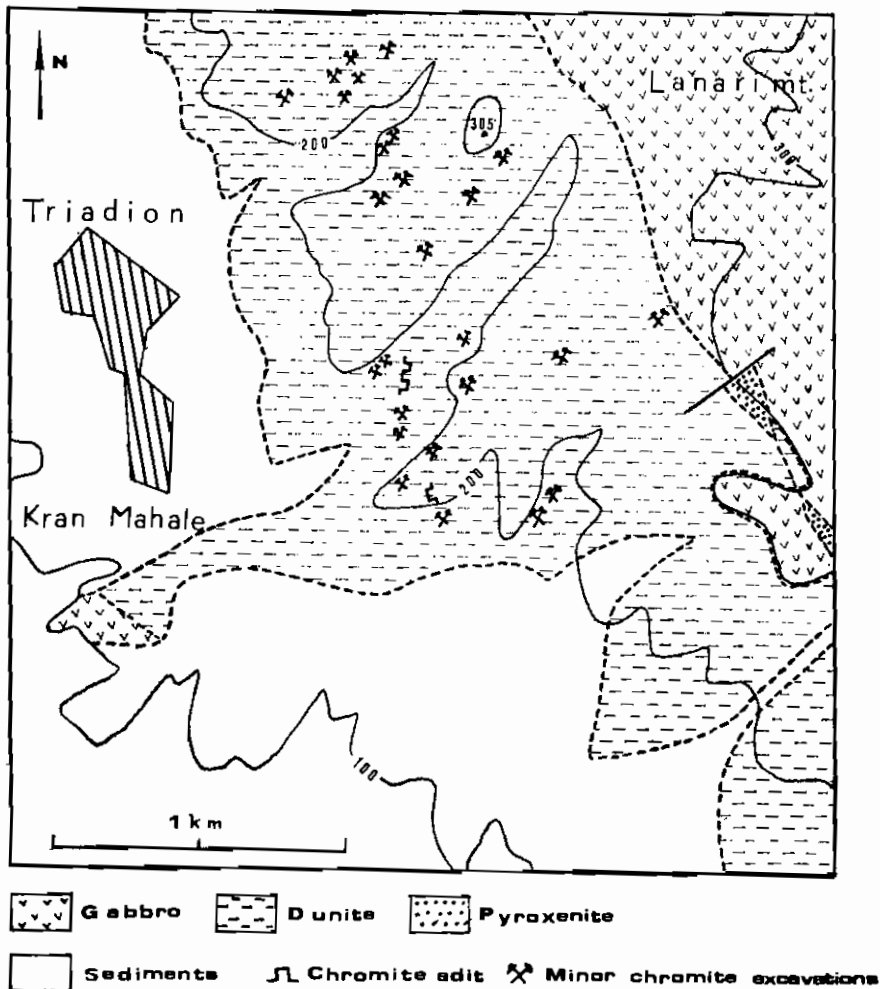 N
Lanari mt.
305
200
300
Triadion
200
Kran Mahale
100
1 km
Gabbro Dunite Pyroxenite
Sediments Chromite adit Minor chromite excavations